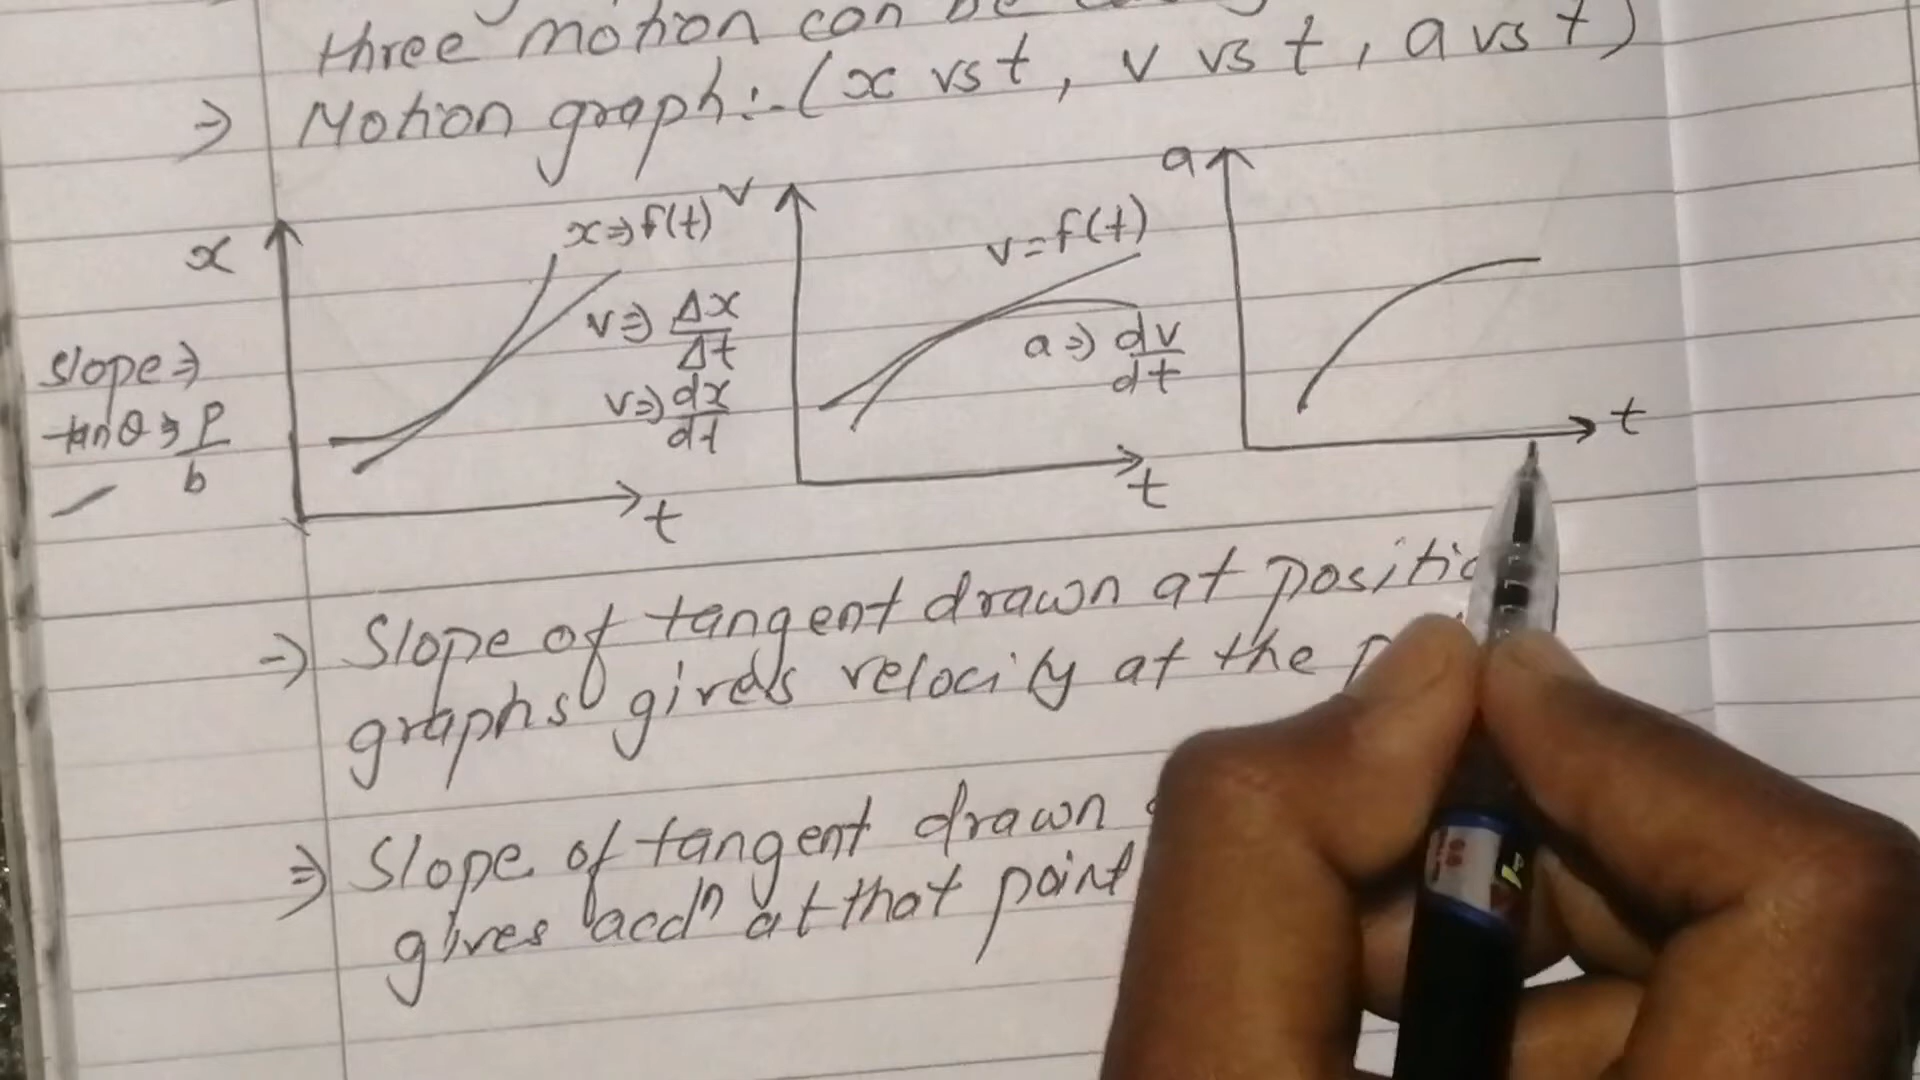 three motion can be
⇒ Motion graph:-(x vs t, v vs t, a vs t)
x
x⇒f(t)
v⇒ Δx/Δt
v⇒ dx/dt
t
slope⇒
tanθ⇒ P/b
v
v=f(t)
a⇒ dv/dt
t
a
t
⇒ Slope of tangent drawn at
graphs gives velocity at the
⇒ Slope of tangent drawn
gives accⁿ at that point